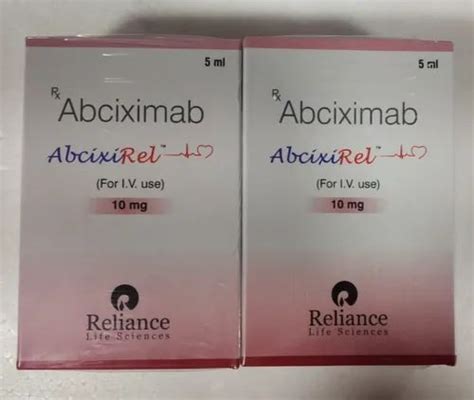 5 ml
Rx Abciximab
AbcixiRel™
(For I.V. use)
10 mg
Reliance
Life Sciences
5 ml
Rx Abciximab
AbcixiRel™
(For I.V. use)
10 mg
Reliance
Life Sciences